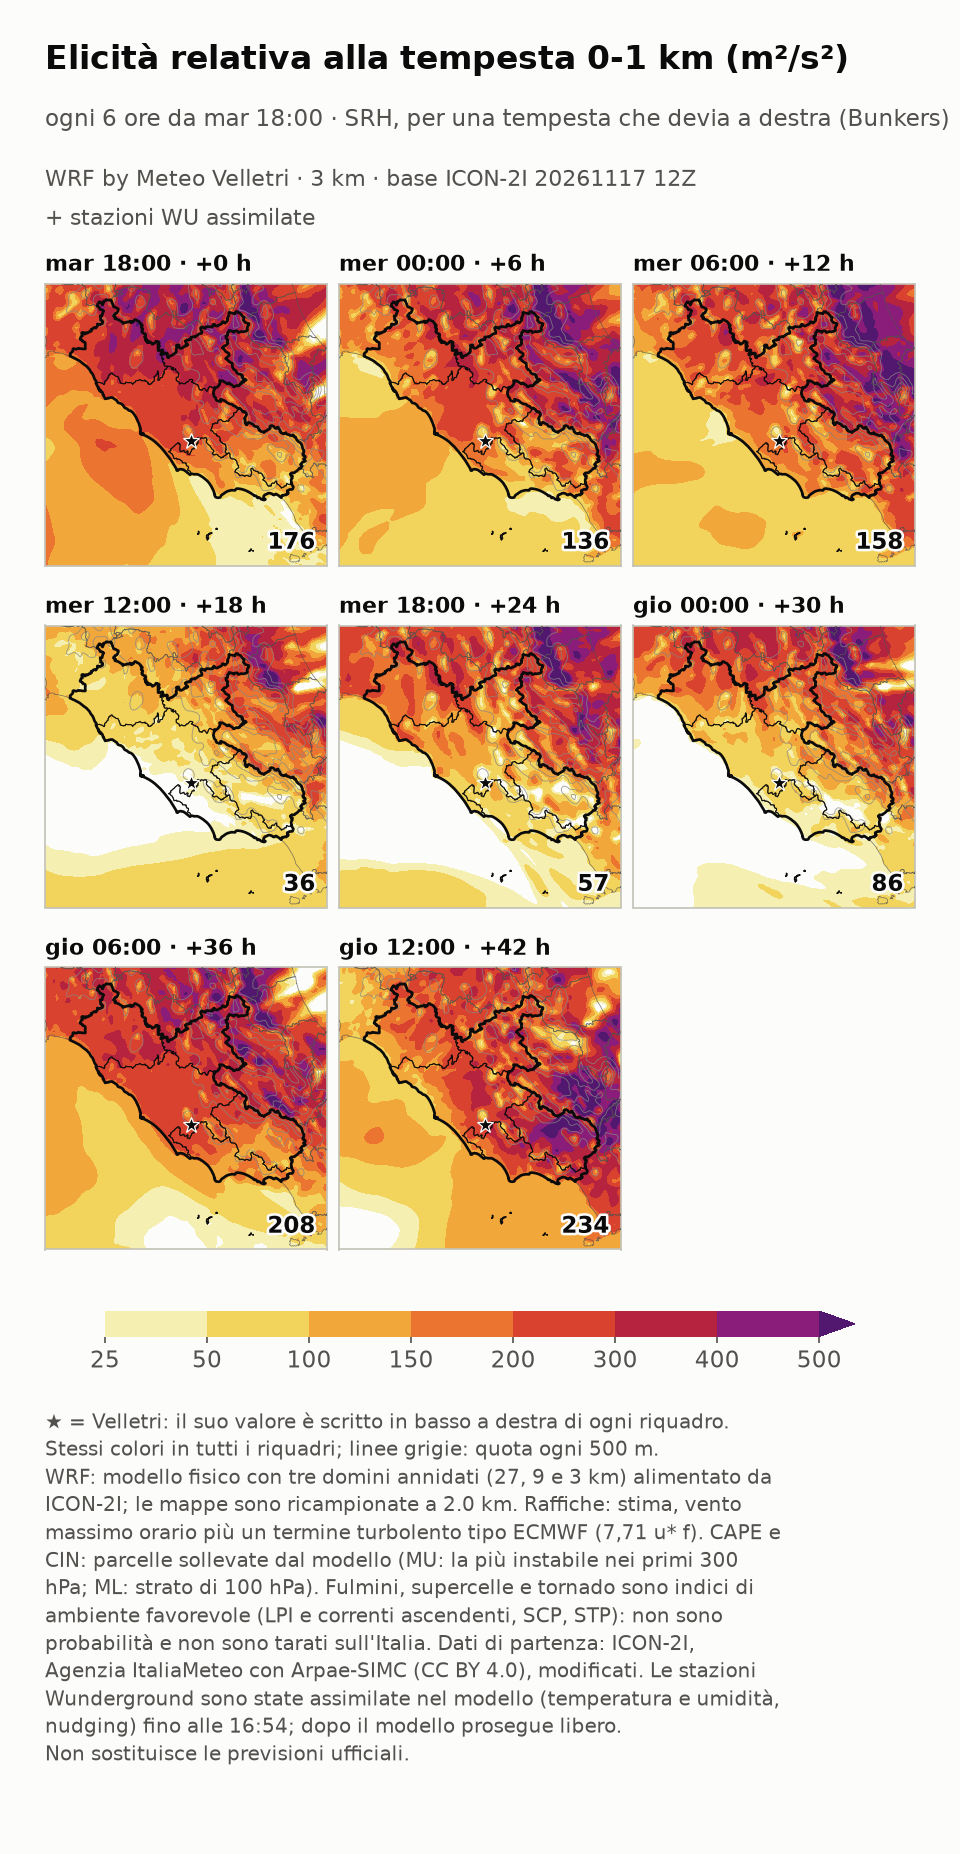 Elicità relativa alla tempesta 0-1 km (m²/s²)
ogni 6 ore da mar 18:00 · SRH, per una tempesta che devia a destra (Bunkers)
WRF by Meteo Velletri · 3 km · base ICON-2I 20261117 12Z
+ stazioni WU assimilate
mar 18:00 · +0 h
mer 00:00 · +6 h
mer 06:00 · +12 h
176
136
158
mer 12:00 · +18 h
mer 18:00 · +24 h
gio 00:00 · +30 h
36
57
86
gio 06:00 · +36 h
gio 12:00 · +42 h
208
234
25 50 100 150 200 300 400 500
★ = Velletri: il suo valore è scritto in basso a destra di ogni riquadro.
Stessi colori in tutti i riquadri; linee grigie: quota ogni 500 m.
WRF: modello fisico con tre domini annidati (27, 9 e 3 km) alimentato da
ICON-2I; le mappe sono ricampionate a 2.0 km. Raffiche: stima, vento
massimo orario più un termine turbolento tipo ECMWF (7,71 u* f). CAPE e
CIN: parcelle sollevate dal modello (MU: la più instabile nei primi 300
hPa; ML: strato di 100 hPa). Fulmini, supercelle e tornado sono indici di
ambiente favorevole (LPI e correnti ascendenti, SCP, STP): non sono
probabilità e non sono tarati sull'Italia. Dati di partenza: ICON-2I,
Agenzia ItaliaMeteo con Arpae-SIMC (CC BY 4.0), modificati. Le stazioni
Wunderground sono state assimilate nel modello (temperatura e umidità,
nudging) fino alle 16:54; dopo il modello prosegue libero.
Non sostituisce le previsioni ufficiali.